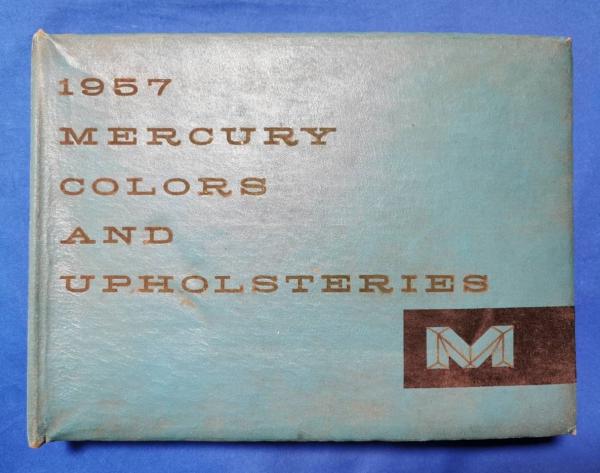 1957
MERCURY
COLORS
AND
UPHOLSTERIES
M